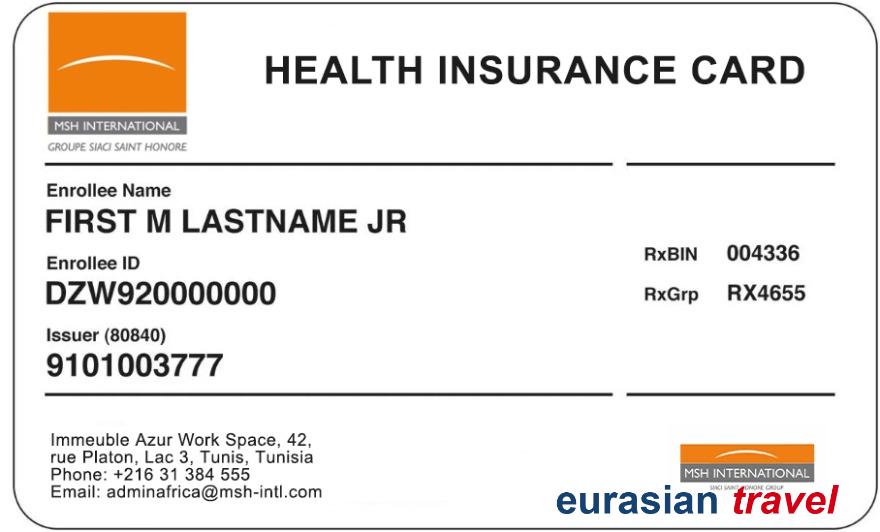 HEALTH INSURANCE CARD
MSH INTERNATIONAL
GROUPE SIACI SAINT HONORE
Enrollee Name
FIRST M LASTNAME JR
Enrollee ID
DZW920000000
Issuer (80840)
9101003777
RxBIN 004336
RxGrp RX4655
Immeuble Azur Work Space, 42,
rue Platon, Lac 3, Tunis, Tunisia
Phone: +216 31 384 555
Email: adminafrica@msh-intl.com
MSH INTERNATIONAL
SIACI SAINT HONORE GROUP
eurasian travel